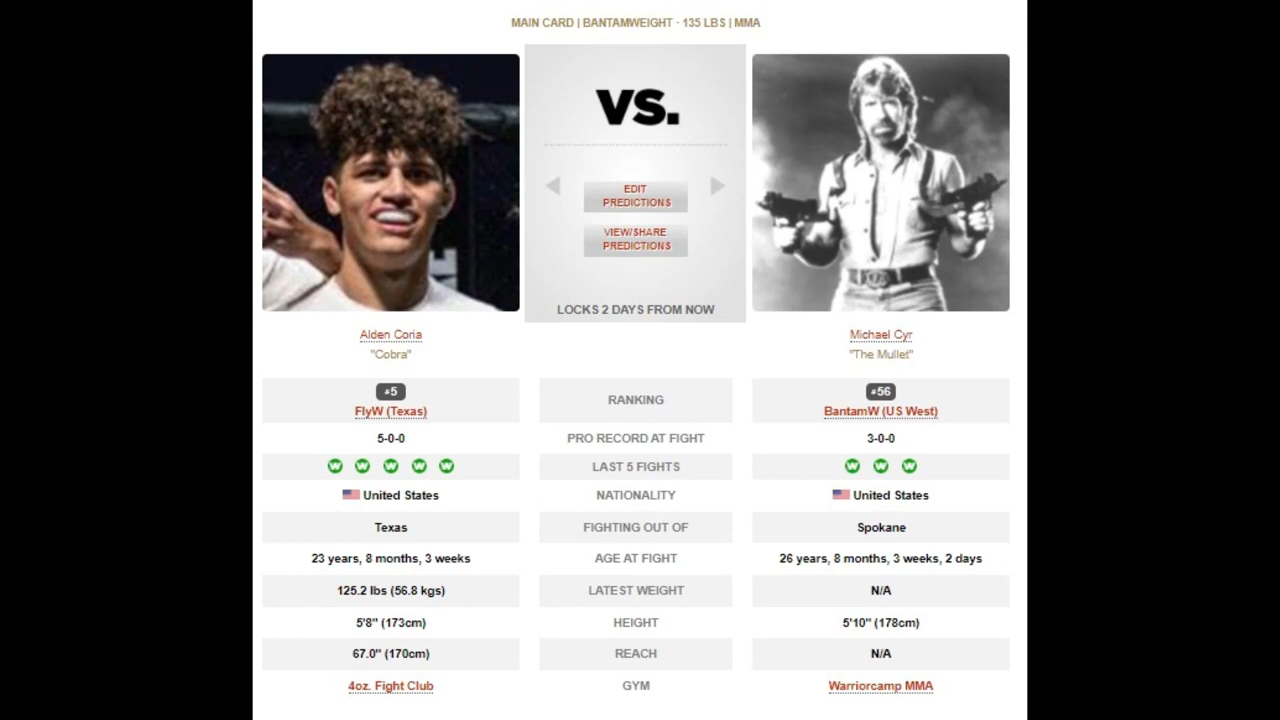 MAIN CARD | BANTAMWEIGHT · 135 LBS | MMA
VS.
EDIT
PREDICTIONS
VIEW/SHARE
PREDICTIONS
LOCKS 2 DAYS FROM NOW
Alden Coria
Michael Cyr
"Cobra"
"The Mullet"
#5
FlyW (Texas)
RANKING
#56
BantamW (US West)
5-0-0
PRO RECORD AT FIGHT
3-0-0
W W W W W
LAST 5 FIGHTS
W W W
United States
NATIONALITY
United States
Texas
FIGHTING OUT OF
Spokane
23 years, 8 months, 3 weeks
AGE AT FIGHT
26 years, 8 months, 3 weeks, 2 days
125.2 lbs (56.8 kgs)
LATEST WEIGHT
N/A
5'8" (173cm)
HEIGHT
5'10" (178cm)
67.0" (170cm)
REACH
N/A
4oz. Fight Club
GYM
Warriorcamp MMA